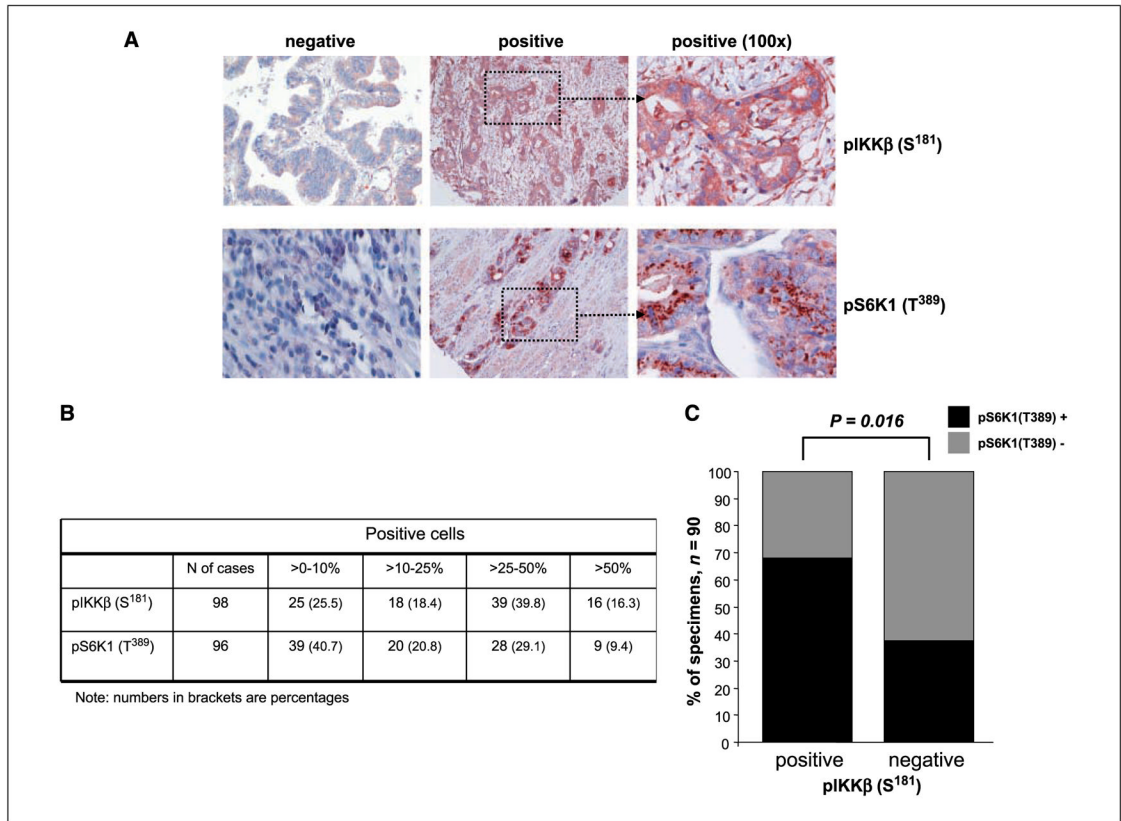 A
negative positive positive (100x)
pIKKβ (S181)
pS6K1 (T389)
B
Positive cells
N of cases >0-10% >10-25% >25-50% >50%
pIKKβ (S181) 98 25 (25.5) 18 (18.4) 39 (39.8) 16 (16.3)
pS6K1 (T389) 96 39 (40.7) 20 (20.8) 28 (29.1) 9 (9.4)
Note: numbers in brackets are percentages
C
P = 0.016
pS6K1(T389) +
pS6K1(T389) -
% of specimens, n = 90
100
90
80
70
60
50
40
30
20
10
0
positive negative
pIKKβ (S181)